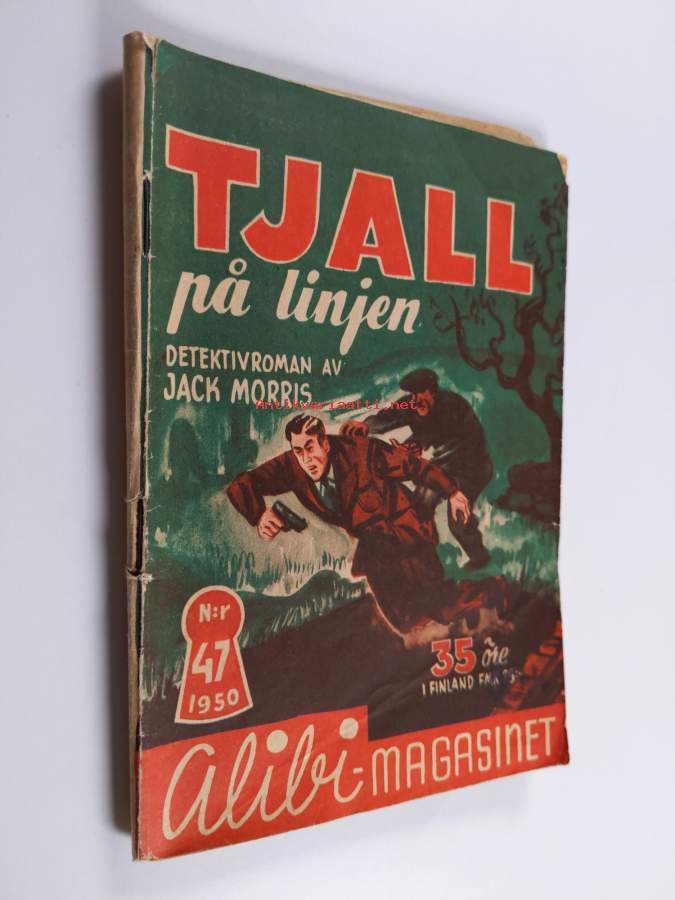 TJALL
på linjen
DETEKTIVROMAN AV
JACK MORRIS
Antikvariaatti.net
N:r
47
1950
35 öre
I FINLAND
alibi-MAGASINET